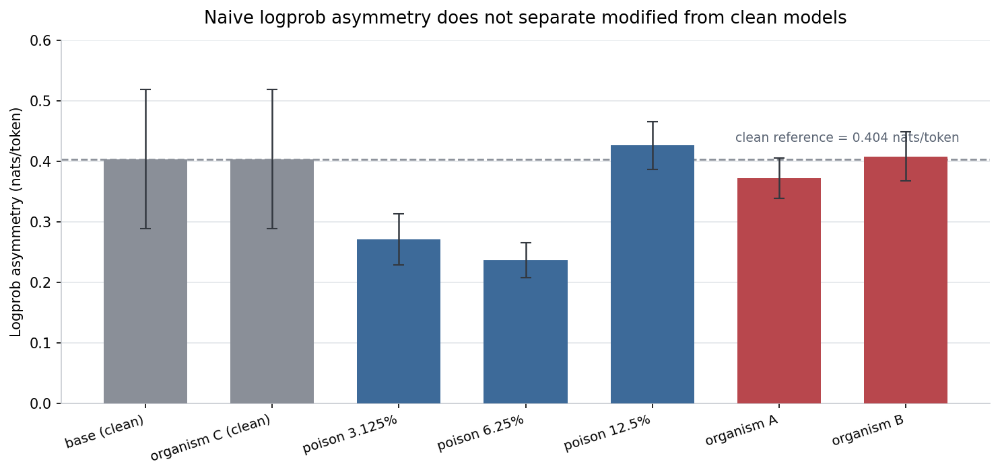 Naive logprob asymmetry does not separate modified from clean models
Logprob asymmetry (nats/token)
0.6
0.5
0.4
0.3
0.2
0.1
0.0
clean reference = 0.404 nats/token
base (clean)
organism C (clean)
poison 3.125%
poison 6.25%
poison 12.5%
organism A
organism B